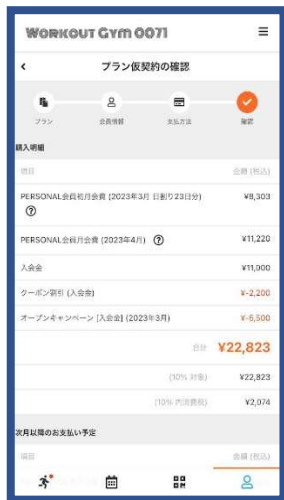 WORKOUT GYM 0071
プラン仮契約の確認
プラン
会員情報
支払方法
確認
購入明細
項目
金額 (税込)
PERSONAL会員初月会費 (2023年3月 日割り23日分)
¥8,303
PERSONAL会員月会費 (2023年4月)
¥11,220
入会金
¥11,000
クーポン割引 (入会金)
¥-2,200
オープンキャンペーン [入会金] (2023年3月)
¥-5,500
合計
¥22,823
(10% 対象)
¥22,823
(10% 内消費税)
¥2,074
次月以降のお支払い予定
項目
金額 (税込)